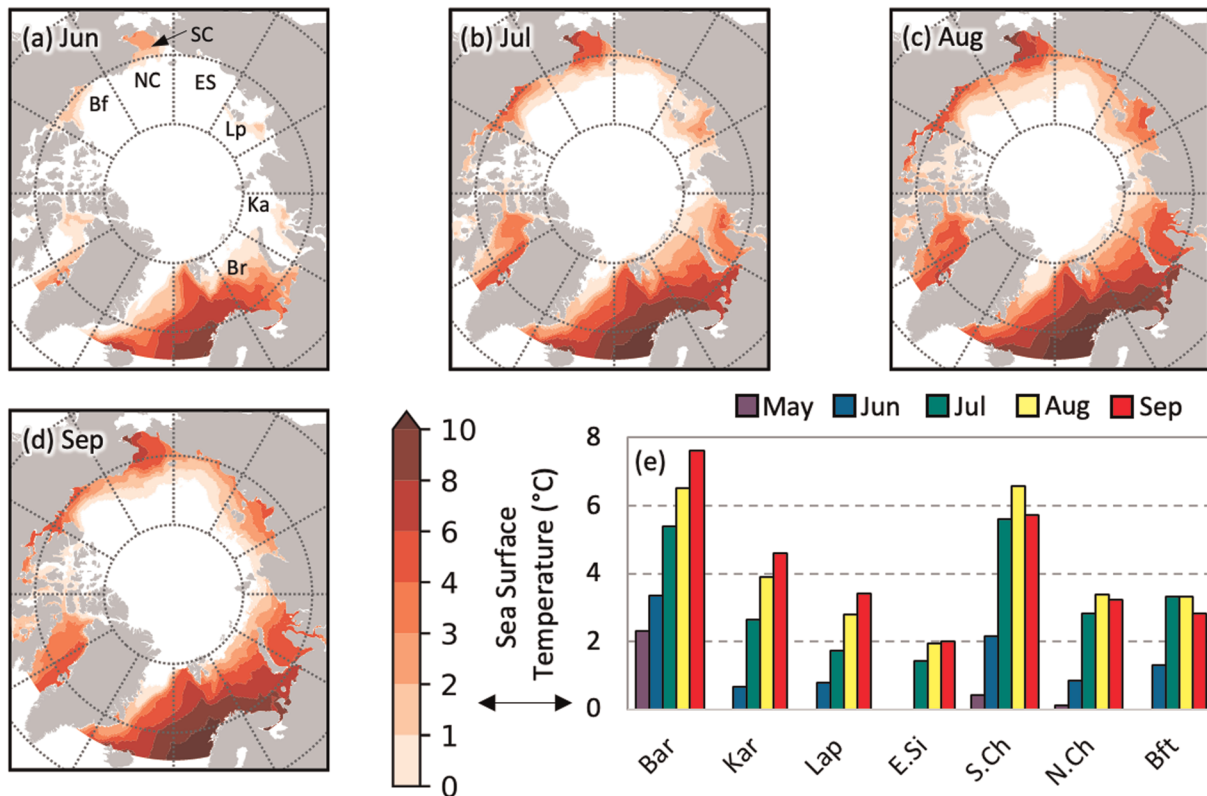 (a) Jun
SC
NC
ES
Bf
Lp
Ka
Br
(b) Jul
(c) Aug
(d) Sep
10
8
6
4
3
2
1
0
Sea Surface
Temperature (°C)
May Jun Jul Aug Sep
(e)
8
6
4
2
0
Bar Kar Lap E.Si S.Ch N.Ch Bft